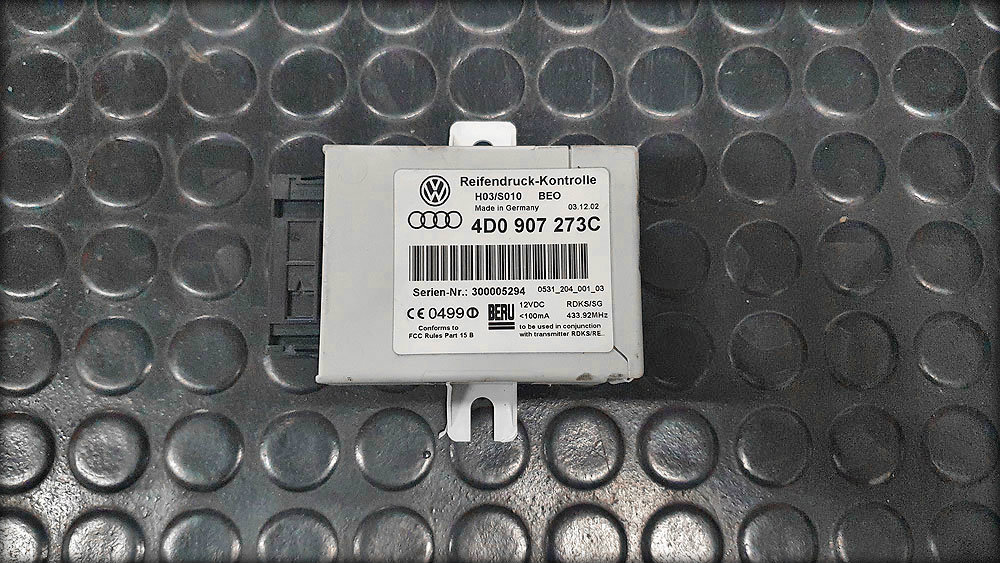 Reifendruck-Kontrolle
H03/S010 BEO
Made in Germany 03.12.02
4D0 907 273C
Serien-Nr.: 300005294 0531_204_001_03
CE 0499
BERU 12VDC RDKS/SG
<100mA 433.92MHz
Conforms to
FCC Rules Part 15 B
to be used in conjunction
with transmitter RDKS/RE..